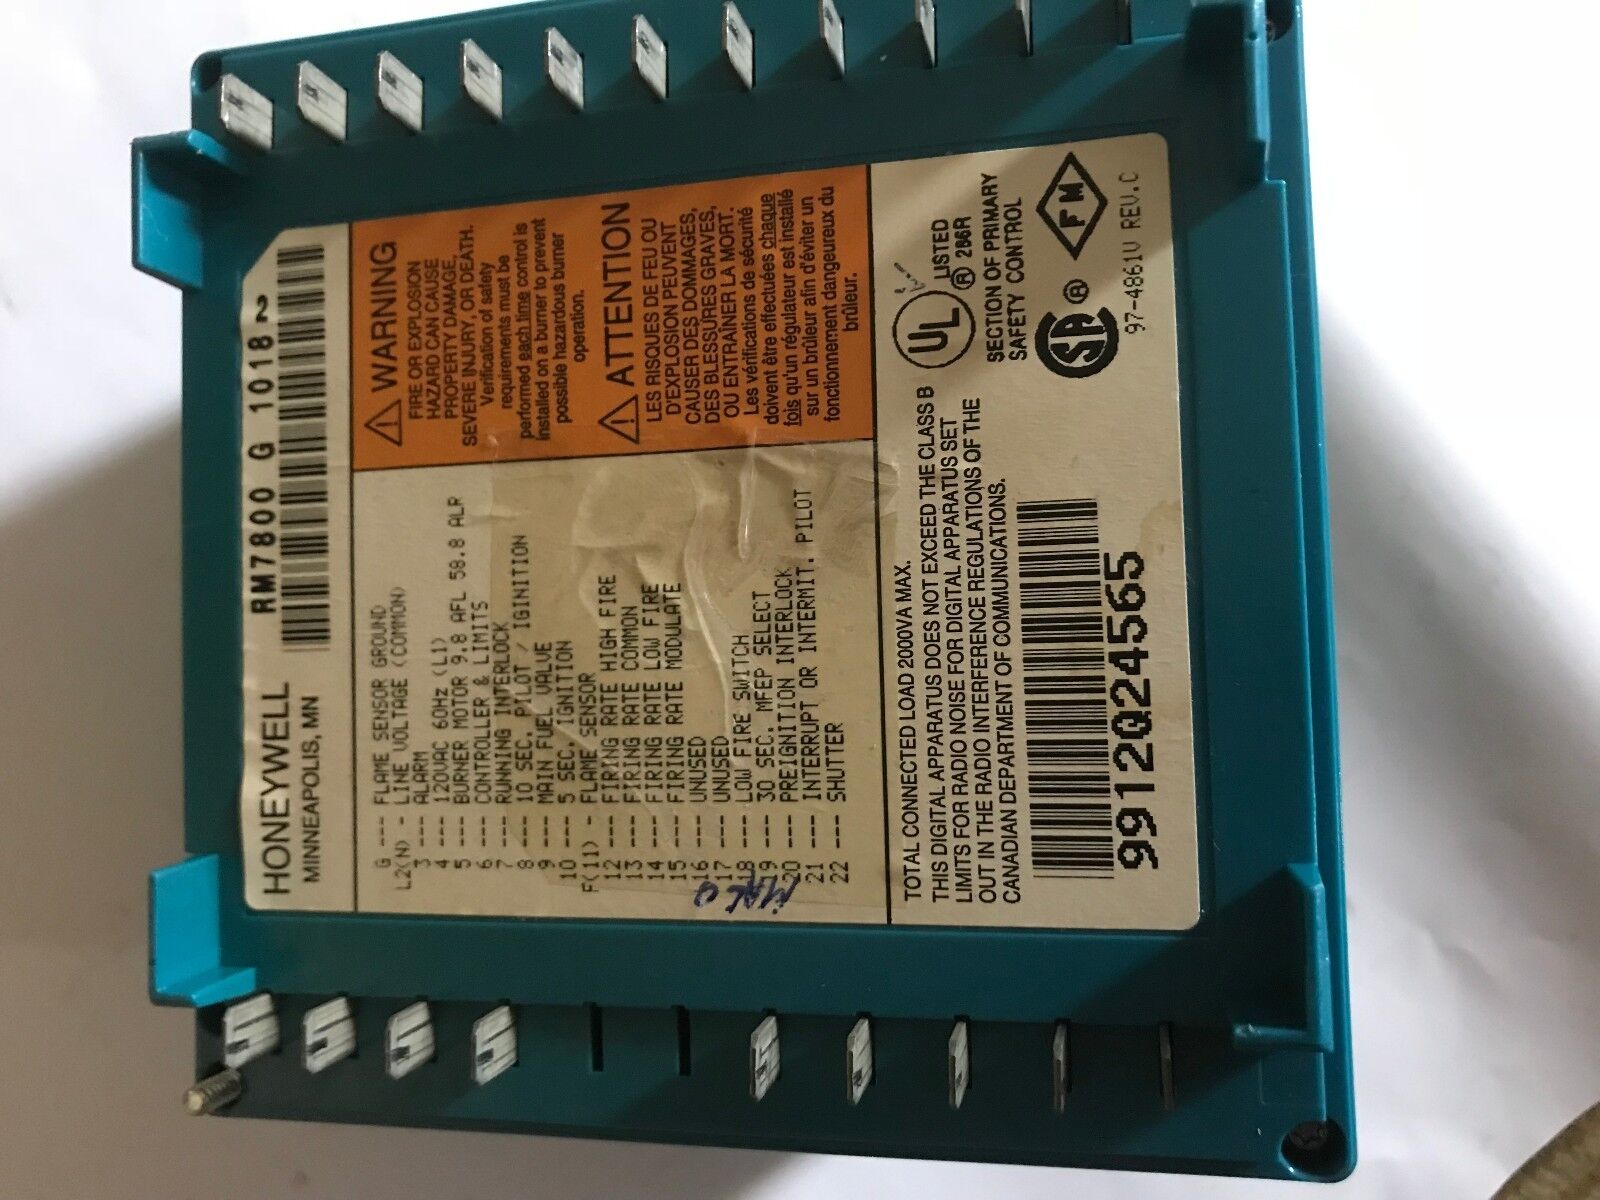 HONEYWELL
MINNEAPOLIS, MN
RM7800 G 1018 2
G --- FLAME SENSOR GROUND
L2(N) - LINE VOLTAGE (COMMON)
3 --- ALARM
4 --- 120VAC 60Hz (L1)
5 --- BURNER MOTOR 9.8 AFL 58.8 ALR
6 --- CONTROLLER & LIMITS
7 --- RUNNING INTERLOCK
8 --- 10 SEC. PILOT / IGINITION
9 --- MAIN FUEL VALVE
10 --- 5 SEC. IGNITION
F(11) - FLAME SENSOR
12 --- FIRING RATE HIGH FIRE
13 --- FIRING RATE COMMON
14 --- FIRING RATE LOW FIRE
15 --- FIRING RATE MODULATE
16 --- UNUSED
17 --- UNUSED
18 --- LOW FIRE SWITCH
19 --- 30 SEC. MFEP SELECT
20 --- PREIGNITION INTERLOCK
21 --- INTERRUPT OR INTERMIT. PILOT
22 --- SHUTTER
WARNING
FIRE OR EXPLOSION
HAZARD CAN CAUSE
PROPERTY DAMAGE,
SEVERE INJURY, OR DEATH.
Verification of safety
requirements must be
performed each time control is
installed on a burner to prevent
possible hazardous burner
operation.
ATTENTION
LES RISQUES DE FEU OU
D'EXPLOSION PEUVENT
CAUSER DES DOMMAGES,
DES BLESSURES GRAVES,
OU ENTRAÎNER LA MORT.
Les vérifications de sécurité
doivent être effectuées chaque
fois qu'un régulateur est installé
sur un brûleur afin d'éviter un
fonctionnement dangeureux du
brûleur.
TOTAL CONNECTED LOAD 2000VA MAX.
THIS DIGITAL APPARATUS DOES NOT EXCEED THE CLASS B
LIMITS FOR RADIO NOISE FOR DIGITAL APPARATUS SET
OUT IN THE RADIO INTERFERENCE REGULATIONS OF THE
CANADIAN DEPARTMENT OF COMMUNICATIONS.
9912Q24565
UL ® LISTED
286R
SECTION OF PRIMARY
SAFETY CONTROL
SA ®
FM
97-4861U REV.C